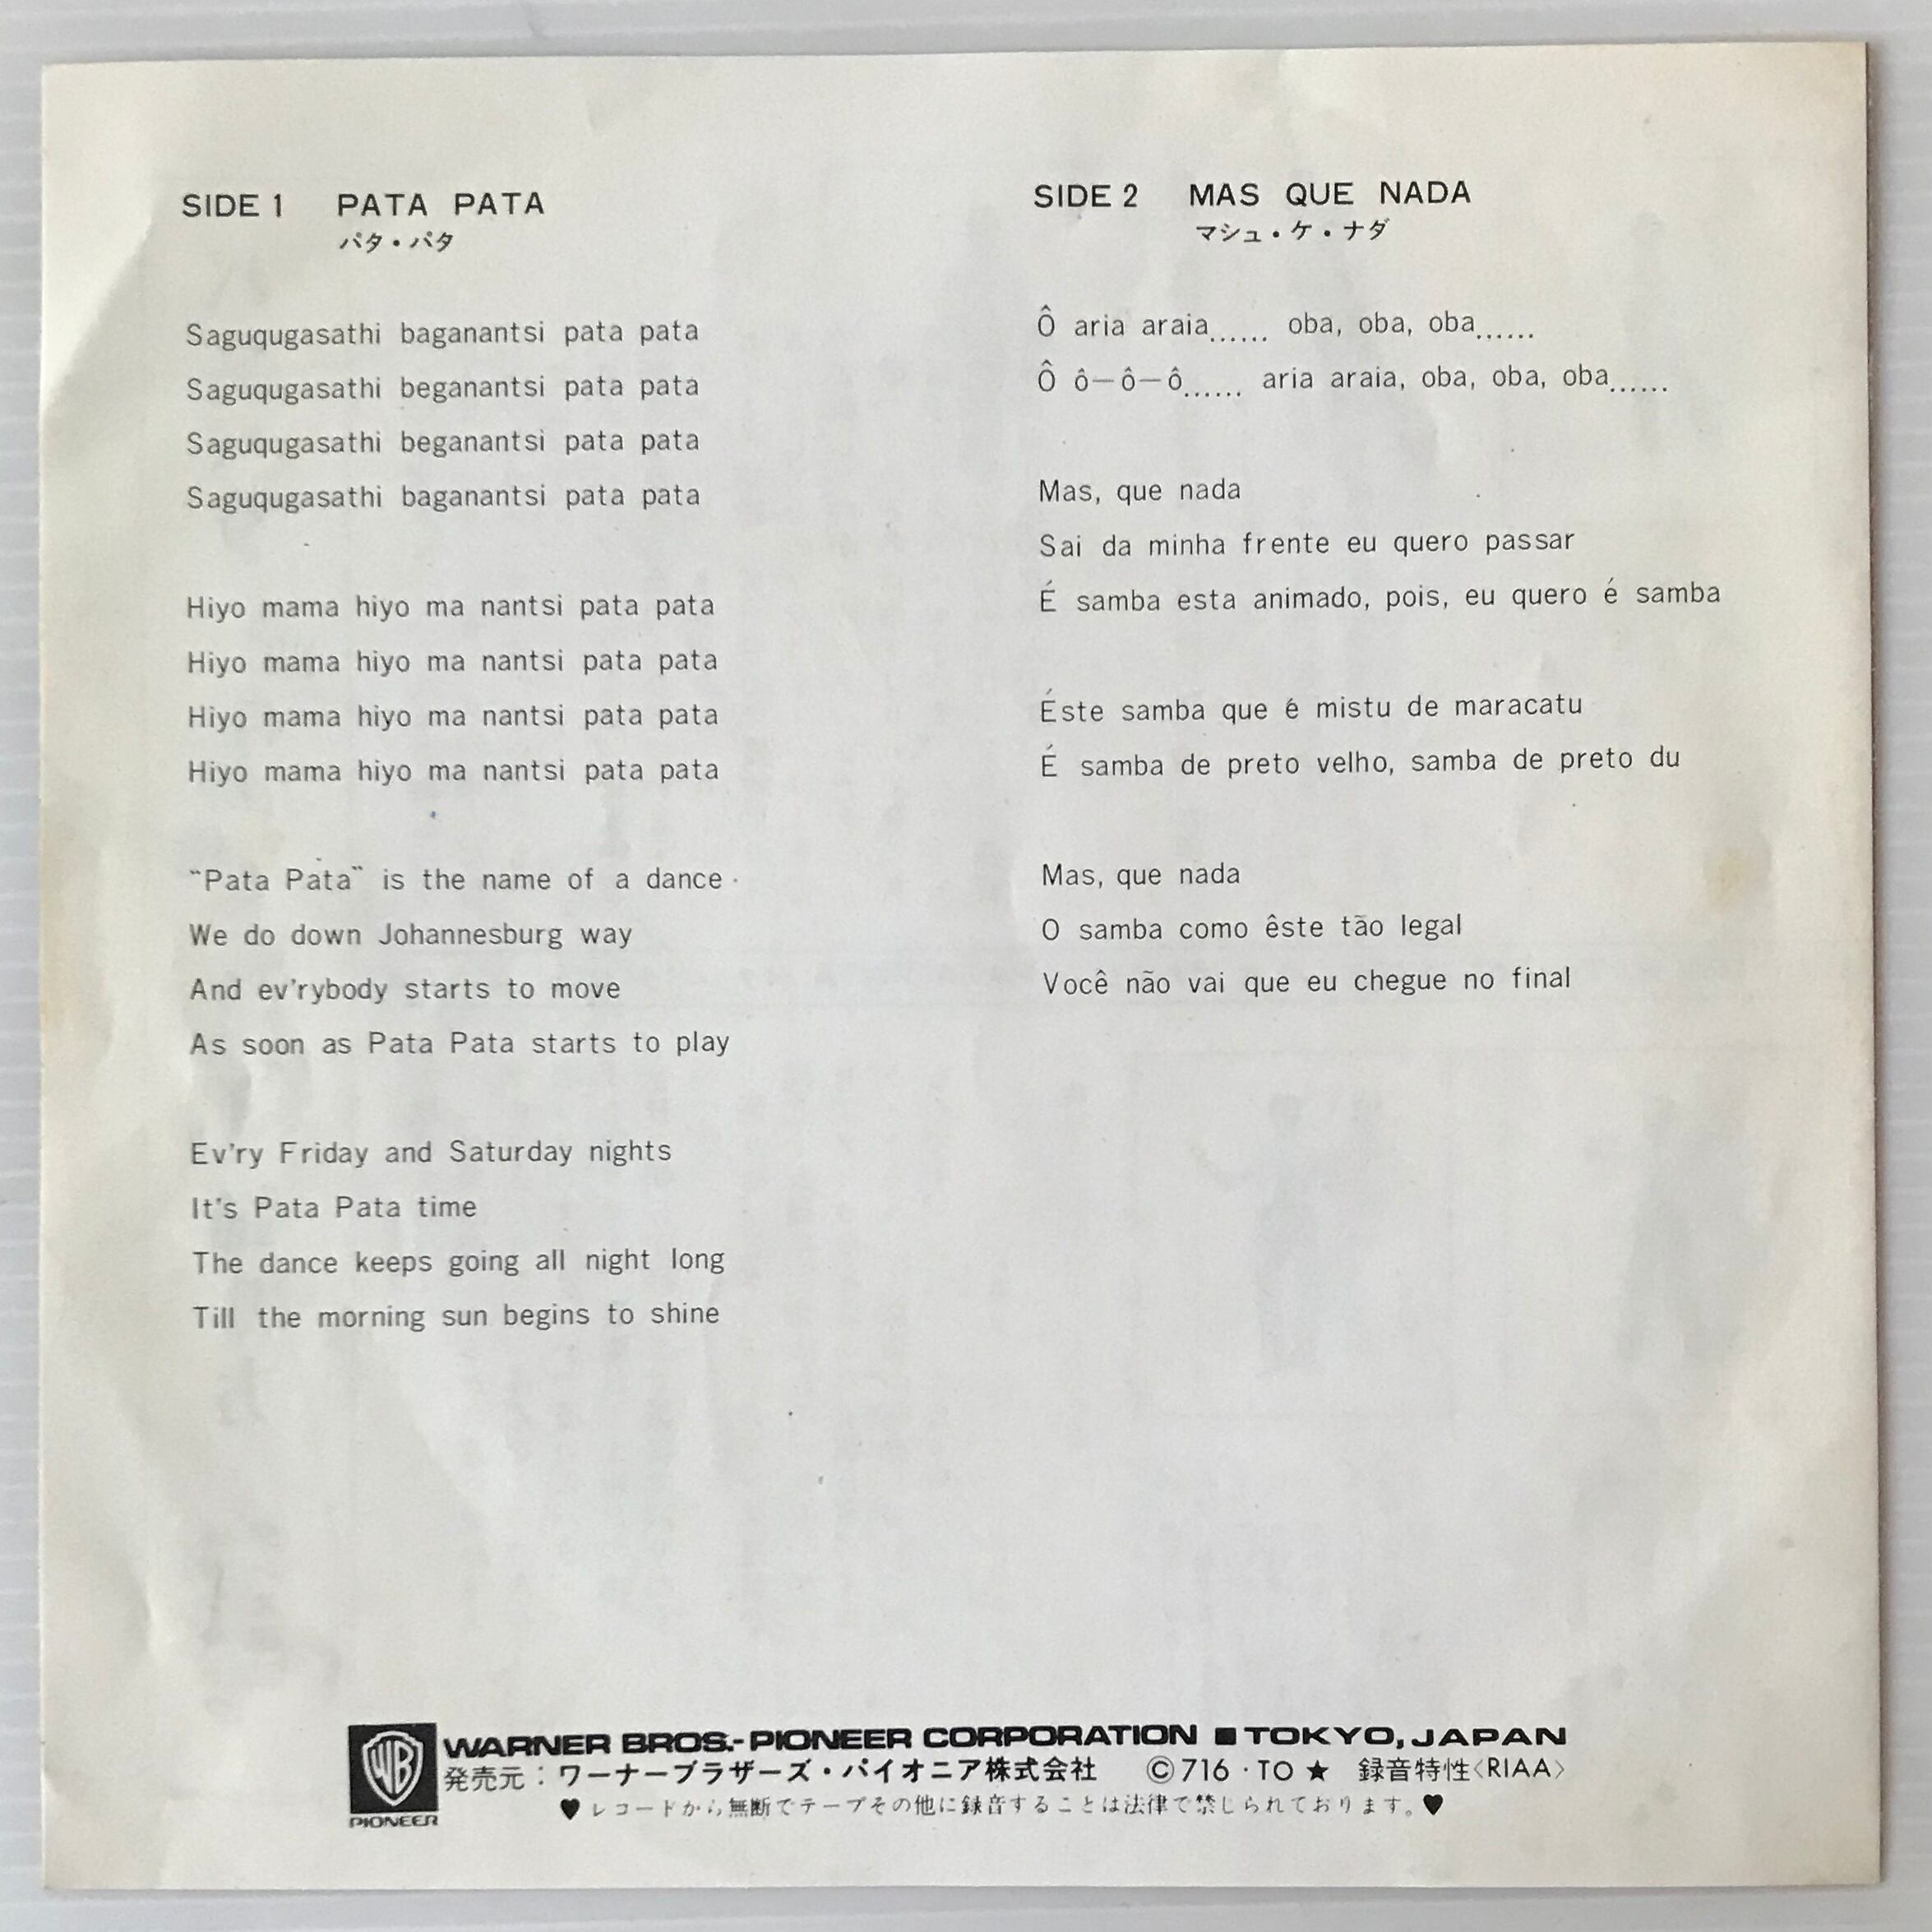 SIDE 1 PATA PATA
パタ・パタ
Saguqugasathi baganantsi pata pata
Saguqugasathi beganantsi pata pata
Saguqugasathi beganantsi pata pata
Saguqugasathi baganantsi pata pata
Hiyo mama hiyo ma nantsi pata pata
Hiyo mama hiyo ma nantsi pata pata
Hiyo mama hiyo ma nantsi pata pata
Hiyo mama hiyo ma nantsi pata pata
"Pata Pata" is the name of a dance
We do down Johannesburg way
And ev'rybody starts to move
As soon as Pata Pata starts to play
Ev'ry Friday and Saturday nights
It's Pata Pata time
The dance keeps going all night long
Till the morning sun begins to shine
SIDE 2 MAS QUE NADA
マシュ・ケ・ナダ
Ô aria araia...... oba, oba, oba......
Ô ô—ô—ô...... aria araia, oba, oba, oba......
Mas, que nada
Sai da minha frente eu quero passar
É samba esta animado, pois, eu quero é samba
Éste samba que é mistu de maracatu
É samba de preto velho, samba de preto du
Mas, que nada
O samba como êste tão legal
Você não vai que eu chegue no final
WB
PIONEER
WARNER BROS.-PIONEER CORPORATION ■ TOKYO, JAPAN
発売元：ワーナーブラザーズ・パイオニア株式会社 Ⓒ716・TO ★ 録音特性〈RIAA〉
♥レコードから無断でテープその他に録音することは法律で禁じられております。♥